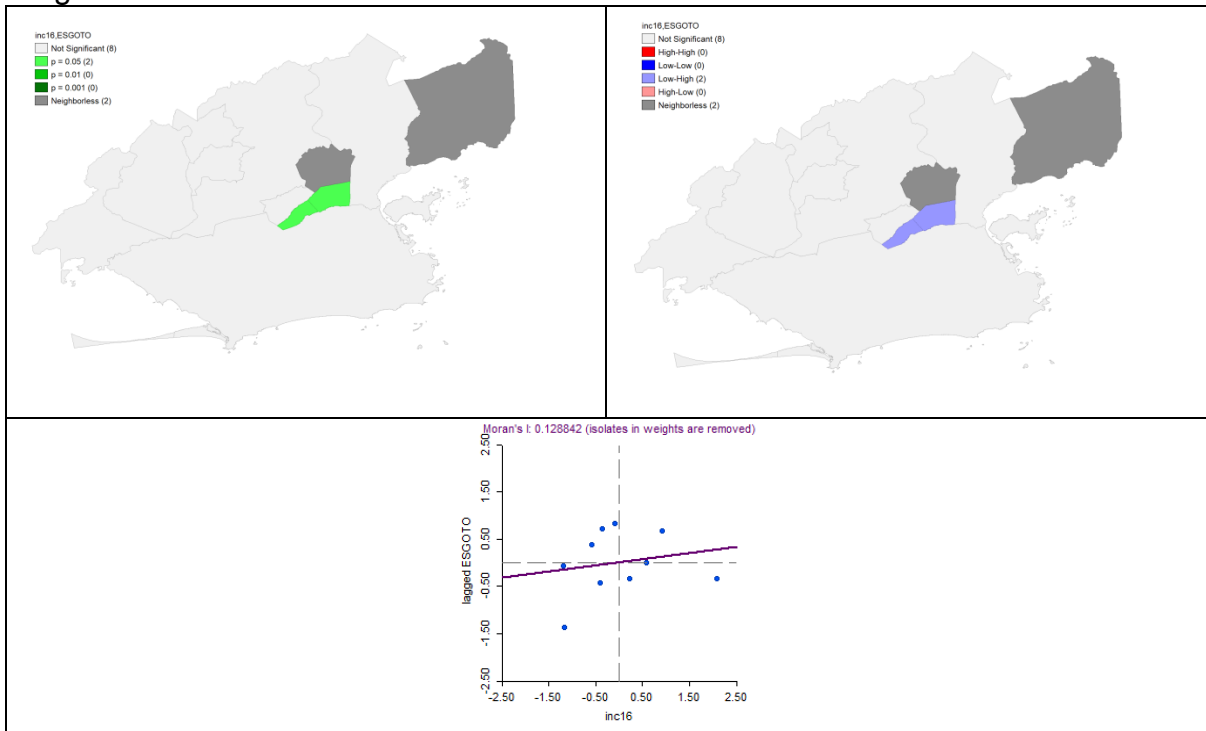 inc16,ESGOTO
Not Significant (8)
p = 0.05 (2)
p = 0.01 (0)
p = 0.001 (0)
Neighborless (2)
inc16,ESGOTO
Not Significant (8)
High-High (0)
Low-Low (0)
Low-High (2)
High-Low (0)
Neighborless (2)
Moran's I: 0.128842 (isolates in weights are removed)
2.50
1.50
0.50
-0.50
-1.50
-2.50
lagged ESGOTO
-2.50 -1.50 -0.50 0.50 1.50 2.50
inc16